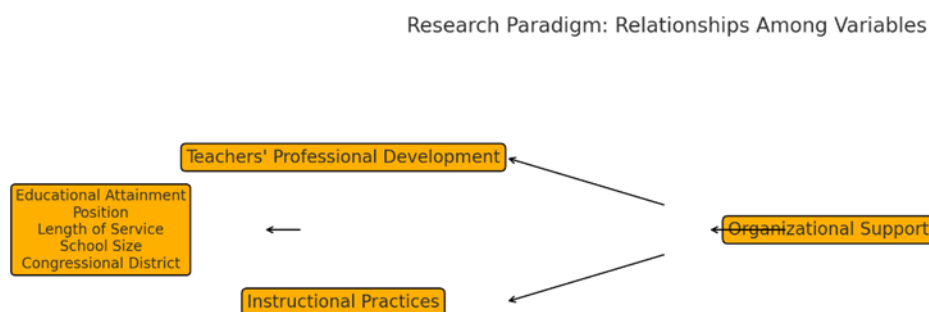 Research Paradigm: Relationships Among Variables
Teachers' Professional Development
Educational Attainment
Position
Length of Service
School Size
Congressional District
Organizational Support
Instructional Practices